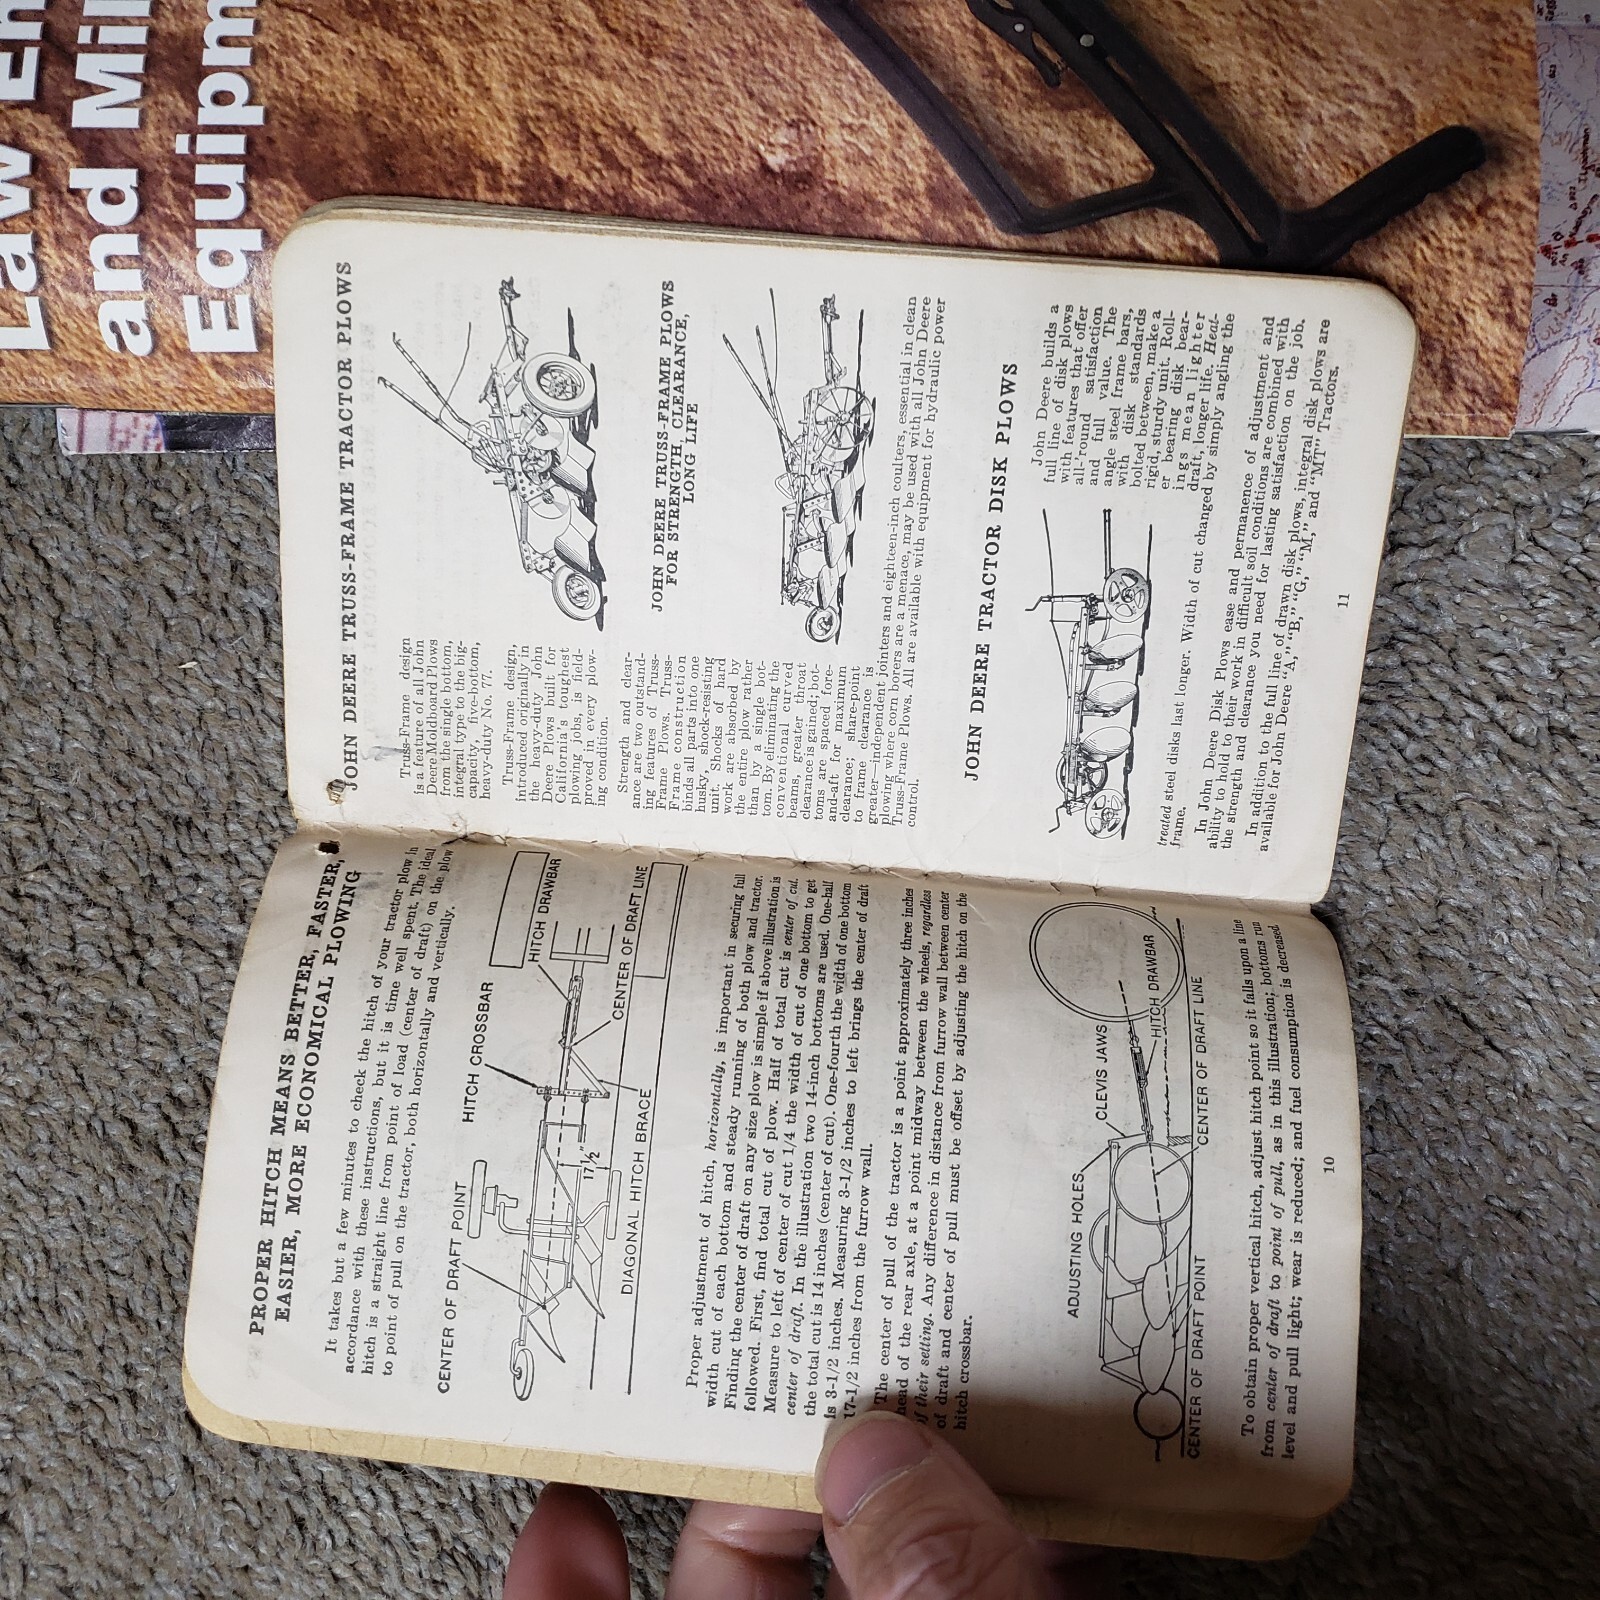 PROPER HITCH MEANS BETTER, FASTER,
EASIER, MORE ECONOMICAL PLOWING
It takes but a few minutes to check the hitch of your tractor plow in
accordance with these instructions, but it is time well spent. The ideal
hitch is a straight line from point of load (center of draft) on the plow
to point of pull on the tractor, both horizontally and vertically.
CENTER OF DRAFT POINT
HITCH CROSSBAR
HITCH DRAWBAR
17½"
CENTER OF DRAFT LINE
DIAGONAL HITCH BRACE
Proper adjustment of hitch, horizontally, is important in securing full
width cut of each bottom and steady running of both plow and tractor.
Finding the center of draft on any size plow is simple if above illustration is
followed. First, find total cut of plow. Half of total cut is center of cut.
Measure to left of center of cut 1/4 the width of cut of one bottom to get
center of draft. In the illustration two 14-inch bottoms are used. One-half
the total cut is 14 inches (center of cut). One-fourth the width of one bottom
is 3-1/2 inches. Measuring 3-1/2 inches to left brings the center of draft
17-1/2 inches from the furrow wall.
The center of pull of the tractor is a point approximately three inches
head of the rear axle, at a point midway between the wheels, regardless
of their setting. Any difference in distance from furrow wall between center
of draft and center of pull must be offset by adjusting the hitch on the
hitch crossbar.
ADJUSTING HOLES
CLEVIS JAWS
HITCH DRAWBAR
CENTER OF DRAFT POINT
CENTER OF DRAFT LINE
To obtain proper vertical hitch, adjust hitch point so it falls upon a line
from center of draft to point of pull, as in this illustration; bottoms run
level and pull light; wear is reduced; and fuel consumption is decreased
10
JOHN DEERE TRUSS-FRAME TRACTOR PLOWS
Truss-Frame design
is a feature of all John
Deere Moldboard Plows
from the single bottom,
integral type to the big-
capacity, five-bottom,
heavy-duty No. 77.
Truss-Frame design,
introduced originally in
the heavy-duty John
Deere Plows built for
California's toughest
plowing jobs, is field-
proved in every plow-
ing condition.
JOHN DEERE TRUSS-FRAME PLOWS
FOR STRENGTH, CLEARANCE,
LONG LIFE
Strength and clear-
ance are two outstand-
ing features of Truss-
Frame Plows. Truss-
Frame construction
binds all parts into one
husky, shock-resisting
unit. Shocks of hard
work are absorbed by
the entire plow rather
than by a single bot-
tom. By eliminating the
conventional curved
beams, greater throat
clearance is gained; bot-
toms are spaced fore-
and-aft for maximum
clearance; share-point
to frame clearance is
greater—independent jointers and eighteen-inch coulters, essential in clean
plowing where corn borers are a menace, may be used with all John Deere
Truss-Frame Plows. All are available with equipment for hydraulic power
control.
JOHN DEERE TRACTOR DISK PLOWS
John Deere builds a
full line of disk plows
with features that offer
all-'round satisfaction
and full value. The
angle steel frame bars,
with disk standards
bolted between, make a
rigid, sturdy unit. Roll-
er bearing disk bear-
ings mean lighter
draft, longer life. Heat-
treated steel disks last longer. Width of cut changed by simply angling the
frame.
In John Deere Disk Plows ease and permanence of adjustment and
ability to hold to their work in difficult soil conditions are combined with
the strength and clearance you need for lasting satisfaction on the job.
In addition to the full line of drawn disk plows, integral disk plows are
available for John Deere "A," "B," "G," "M," and "MT" Tractors.
11
Law En
and Mil
Equipm